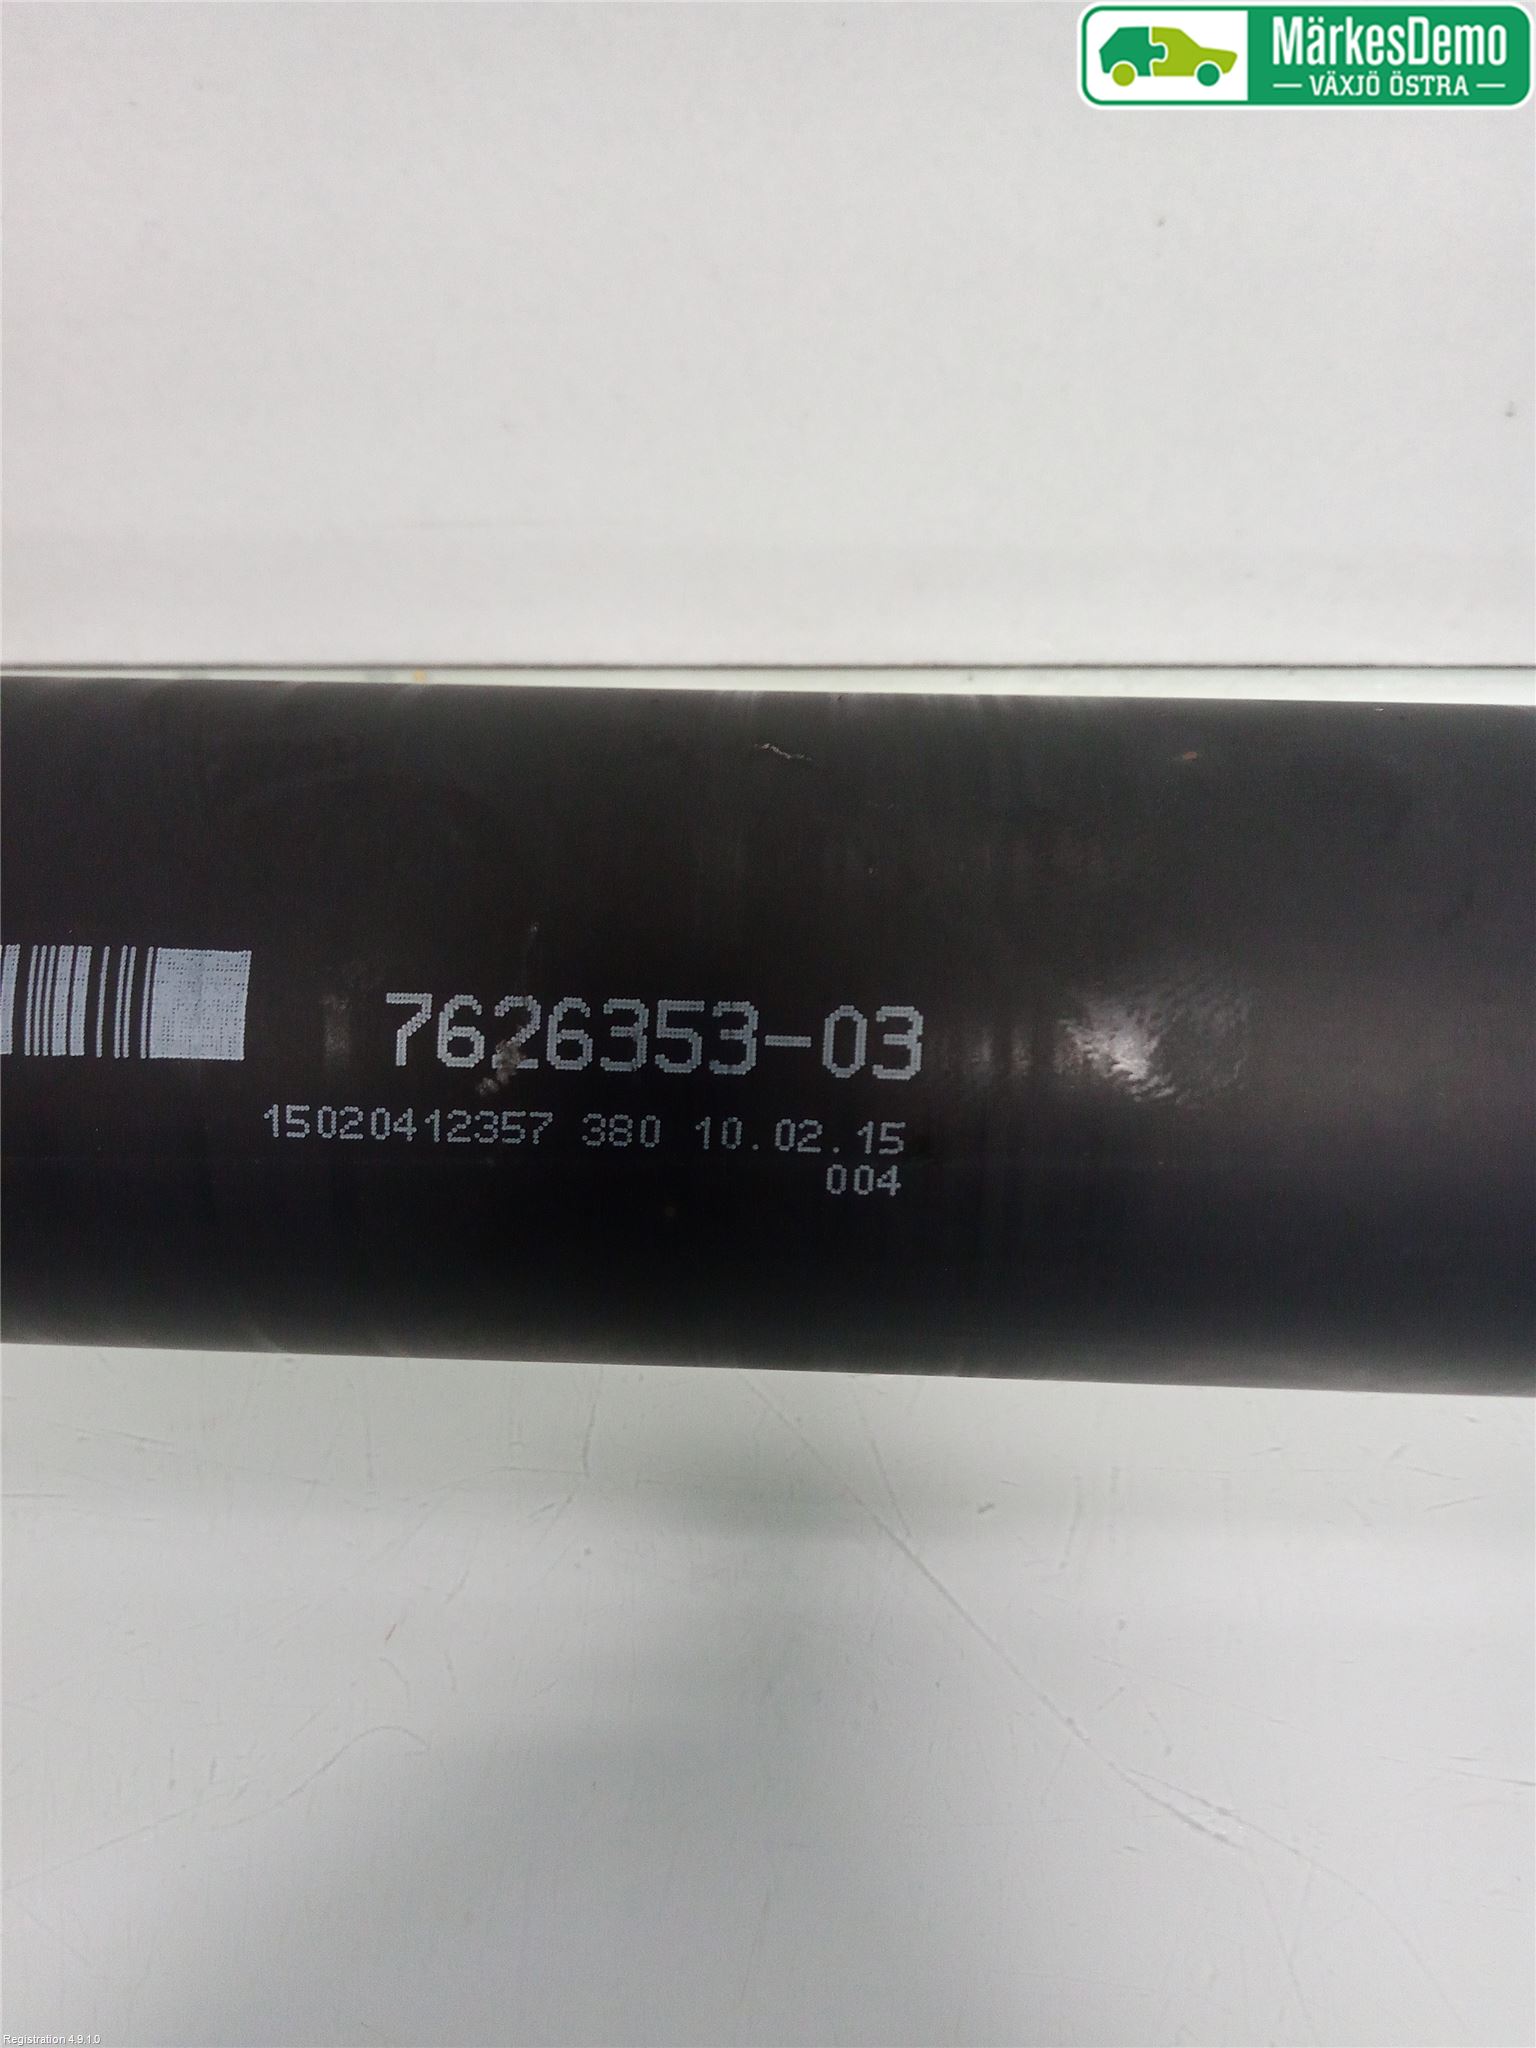 MärkesDemo
VÄXJÖ ÖSTRA
7626353-03
15020412357 380 10.02.15
004
Registration 4.9.1.0